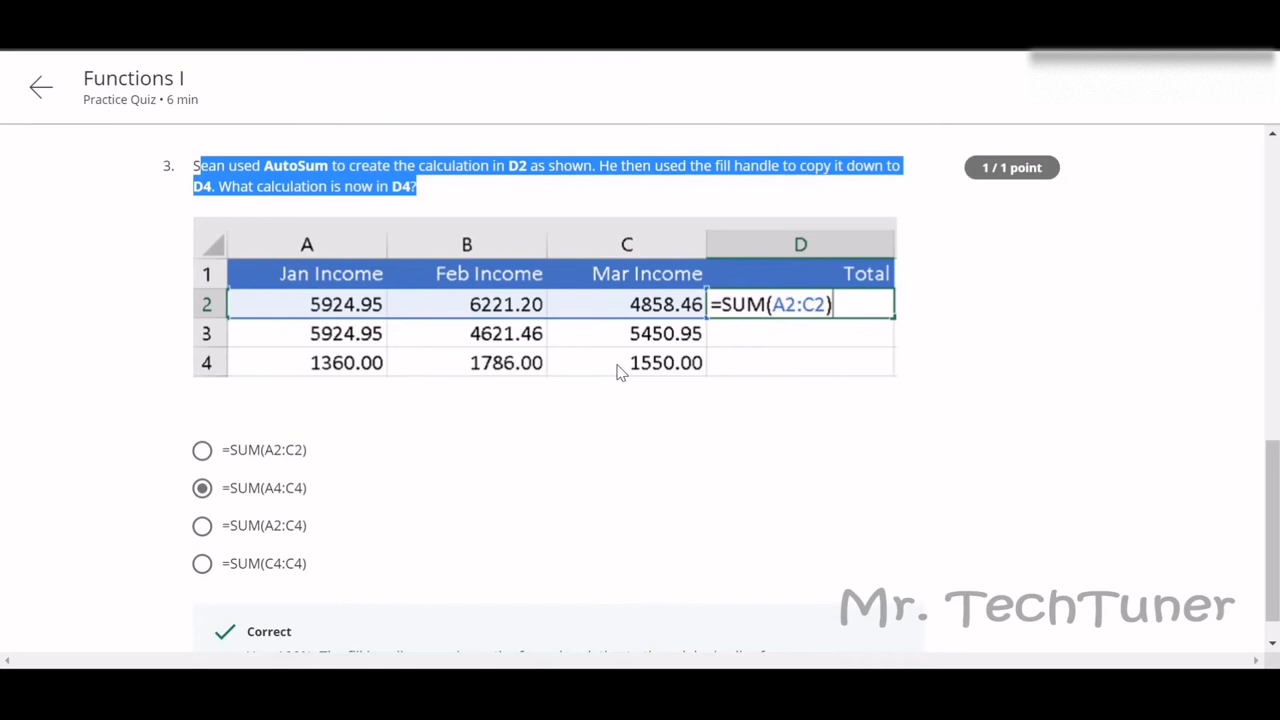 Functions I
Practice Quiz • 6 min
3. Sean used AutoSum to create the calculation in D2 as shown. He then used the fill handle to copy it down to
D4. What calculation is now in D4?
1 / 1 point
A B C D
1 Jan Income Feb Income Mar Income Total
2 5924.95 6221.20 4858.46 =SUM(A2:C2)
3 5924.95 4621.46 5450.95
4 1360.00 1786.00 1550.00
=SUM(A2:C2)
=SUM(A4:C4)
=SUM(A2:C4)
=SUM(C4:C4)
Mr. TechTuner
Correct